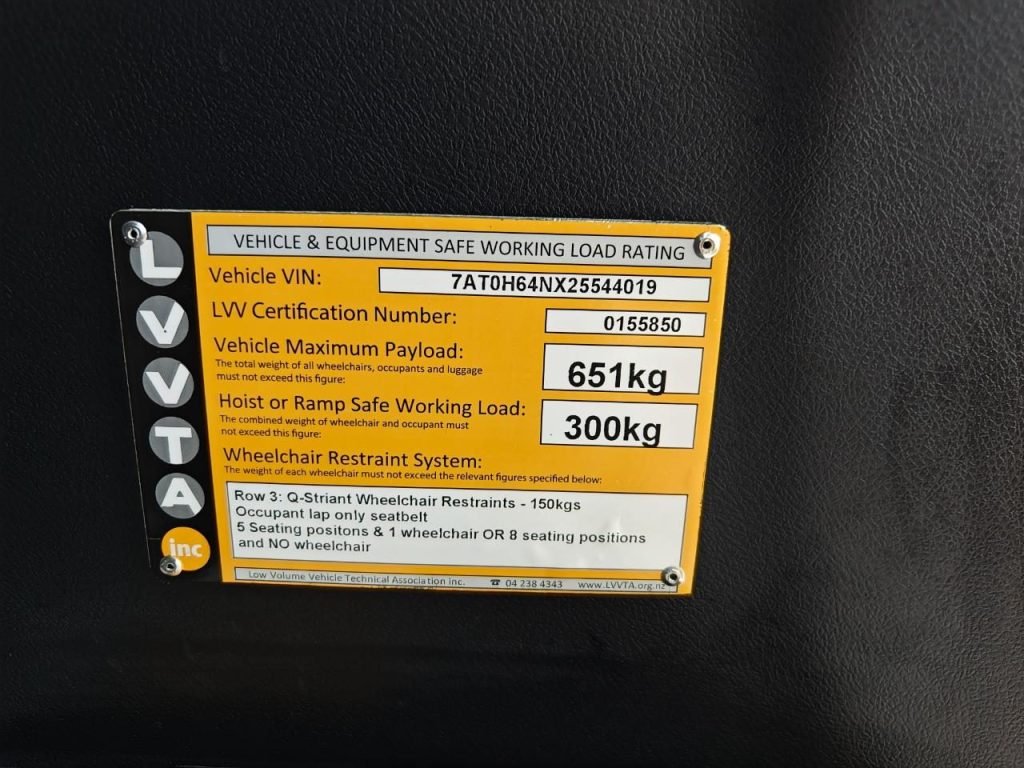 LVVTA inc
VEHICLE & EQUIPMENT SAFE WORKING LOAD RATING
Vehicle VIN: 7AT0H64NX25544019
LVV Certification Number: 0155850
Vehicle Maximum Payload: 651kg
The total weight of all wheelchairs, occupants and luggage
must not exceed this figure:
Hoist or Ramp Safe Working Load: 300kg
The combined weight of wheelchair and occupant must
not exceed this figure:
Wheelchair Restraint System:
The weight of each wheelchair must not exceed the relevant figures specified below:
Row 3: Q-Striant Wheelchair Restraints - 150kgs
Occupant lap only seatbelt
5 Seating positons & 1 wheelchair OR 8 seating positions
and NO wheelchair
Low Volume Vehicle Technical Association inc. ☎ 04 238 4343 www.LVVTA.org.nz